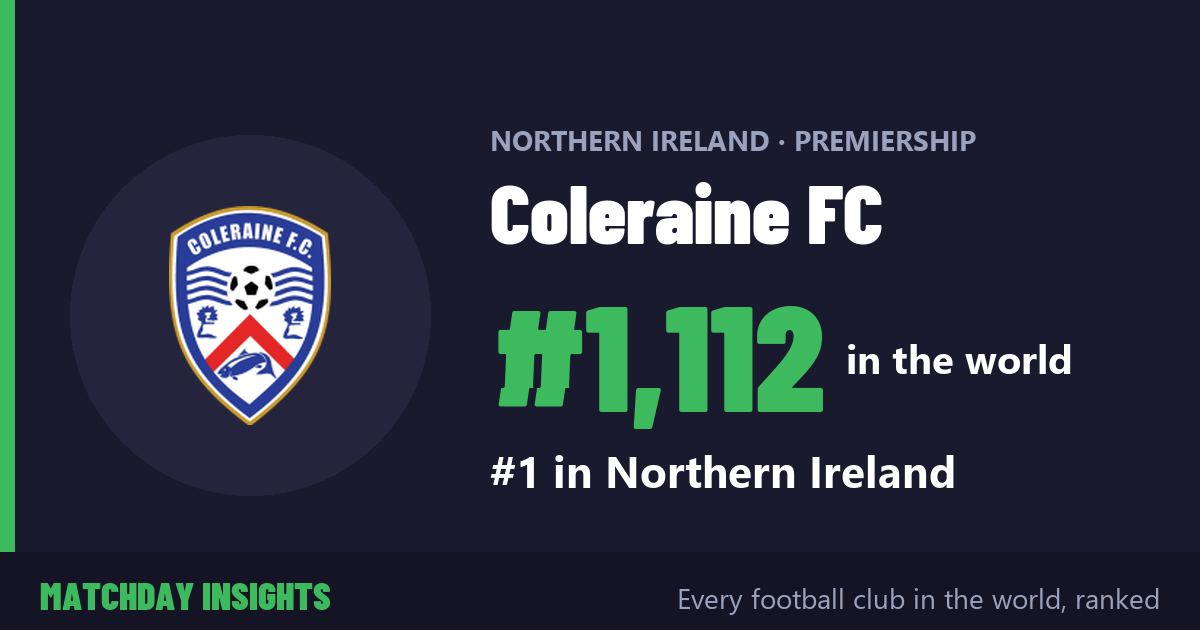 NORTHERN IRELAND · PREMIERSHIP
Coleraine FC
COLERAINE F.C.
#1,112 in the world
#1 in Northern Ireland
MATCHDAY INSIGHTS
Every football club in the world, ranked